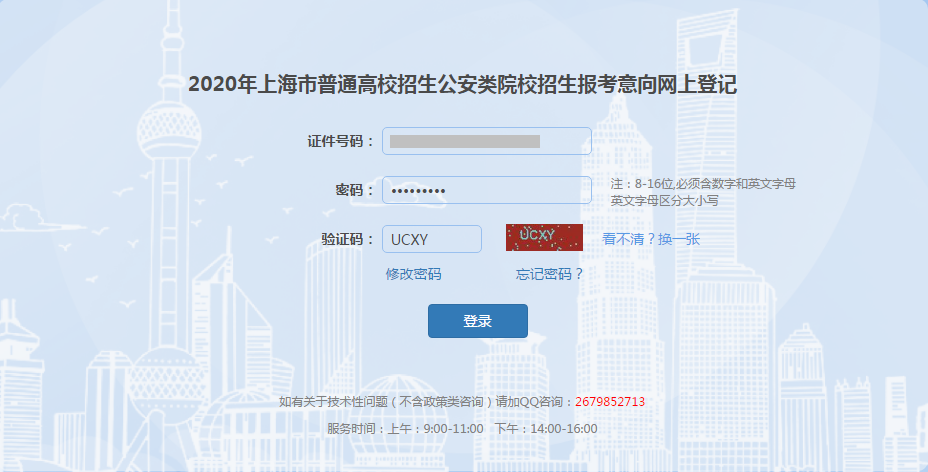 2020年上海市普通高校招生公安类院校招生报考意向网上登记
证件号码：
密码： ••••••••• 注：8-16位,必须含数字和英文字母
英文字母区分大小写
验证码： UCXY UCXY 看不清？换一张
修改密码 忘记密码？
登录
如有关于技术性问题（不含政策类咨询）请加QQ咨询：2679852713
服务时间：上午：9:00-11:00 下午：14:00-16:00